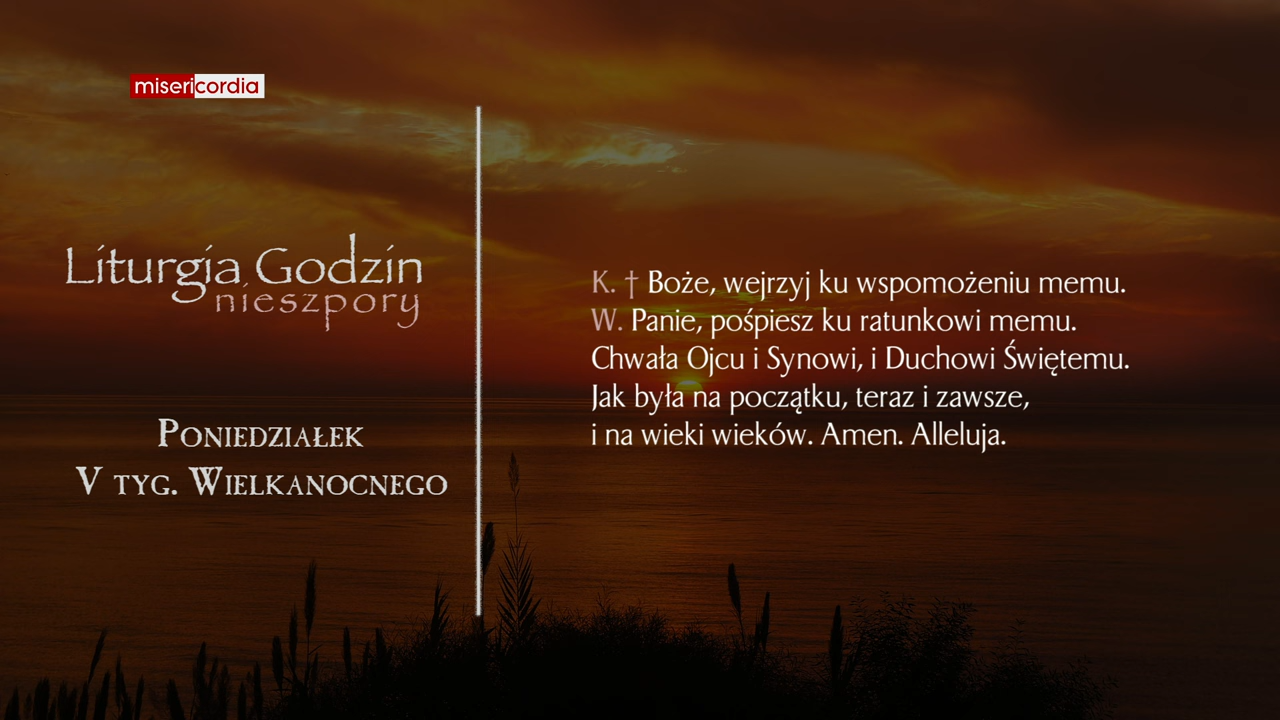 misericordia
Liturgia Godzin
nieszpory
Poniedziałek
V tyg. Wielkanocnego
K. † Boże, wejrzyj ku wspomożeniu memu.
W. Panie, pośpiesz ku ratunkowi memu.
Chwała Ojcu i Synowi, i Duchowi Świętemu.
Jak była na początku, teraz i zawsze,
i na wieki wieków. Amen. Alleluja.